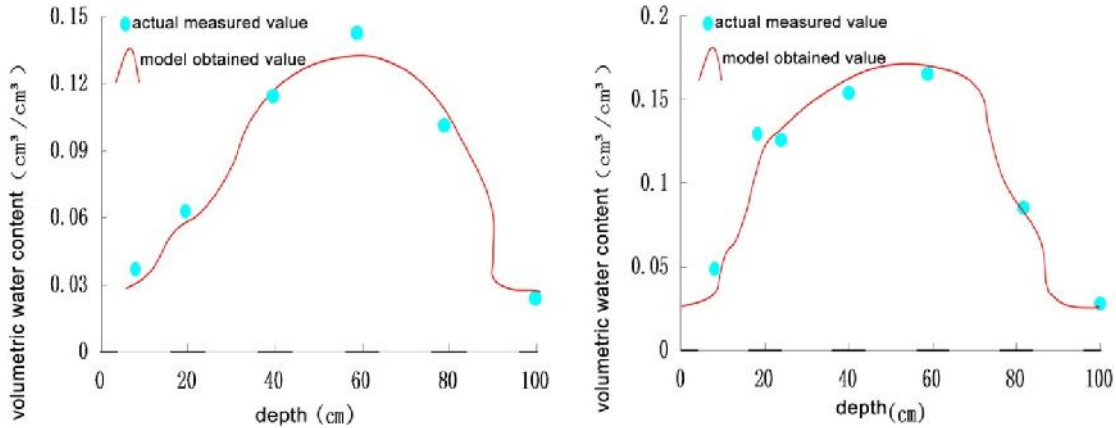 0.15
0.12
0.09
0.06
0.03
0
actual measured value
model obtained value
volumetric water content (cm³/cm³)
0 20 40 60 80 100
depth (cm)
0.2
0.15
0.1
0.05
0
actual measured value
model obtained value
volumetric water content (cm³/cm³)
0 20 40 60 80 100
depth(cm)